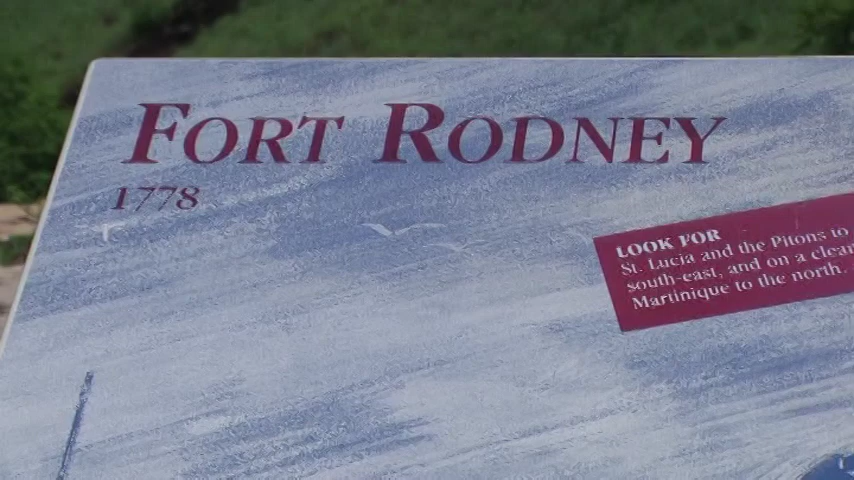 FORT RODNEY
1778
LOOK FOR
St. Lucia and the Pitons to
south-east, and on a clear
Martinique to the north.